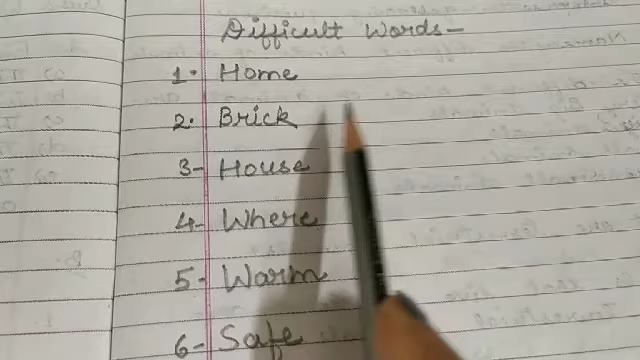 Difficult Words-
1. Home
2. Brick
3- House
4- Where
5- Warm
6- Safe